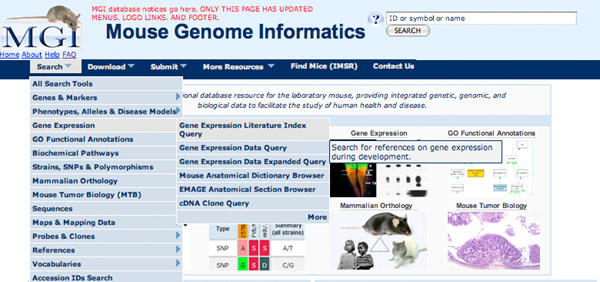 MGI database notices go here. ONLY THIS PAGE HAS UPDATED
MENUS. LOGO LINKS. AND FOOTER.
MGI
Mouse Genome Informatics
? ID or symbol or name
SEARCH
Home About Help FAQ
Search Download Submit More Resources Find Mice (IMSR) Contact Us
All Search Tools
Genes & Markers
Phenotypes, Alleles & Disease Models
Gene Expression
GO Functional Annotations
Biochemical Pathways
Strains, SNPs & Polymorphisms
Mammalian Orthology
Mouse Tumor Biology (MTB)
Sequences
Maps & Mapping Data
Probes & Clones
References
Vocabularies
Accession IDs Search
Gene Expression Literature Index
Query
Gene Expression Data Query
Gene Expression Data Expanded Query
Mouse Anatomical Dictionary Browser
EMAGE Anatomical Section Browser
cDNA Clone Query
More
ional database resource for the laboratory mouse, providing integrated genetic, genomic, and
biological data to facilitate the study of human health and disease.
Gene Expression GO Functional Annotations
Search for references on gene expression
during development.
Mammalian Orthology Mouse Tumor Biology
Type Summary
(all strains)
SNP A S S A/T
SNP G S D C/G